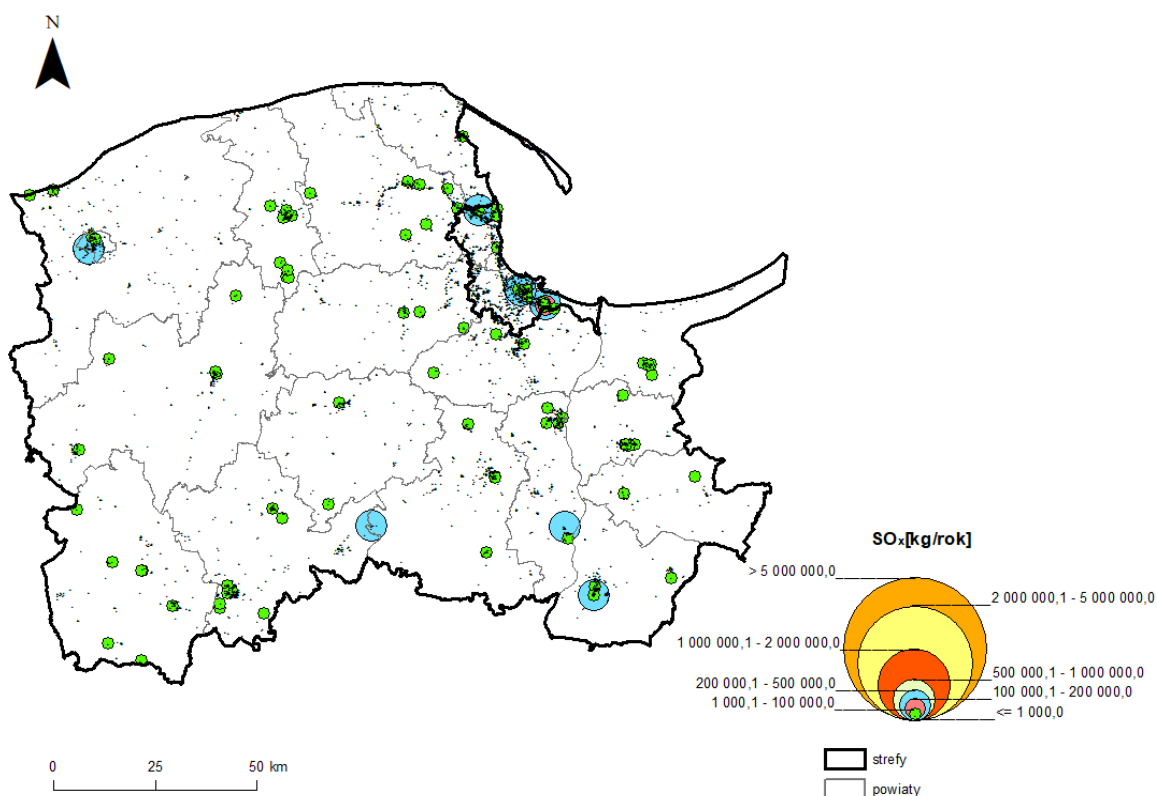 N
SOₓ[kg/rok]
> 5 000 000,0
2 000 000,1 - 5 000 000,0
1 000 000,1 - 2 000 000,0
500 000,1 - 1 000 000,0
200 000,1 - 500 000,0
100 000,1 - 200 000,0
1 000,1 - 100 000,0
<= 1 000,0
strefy
powiaty
0 25 50 km